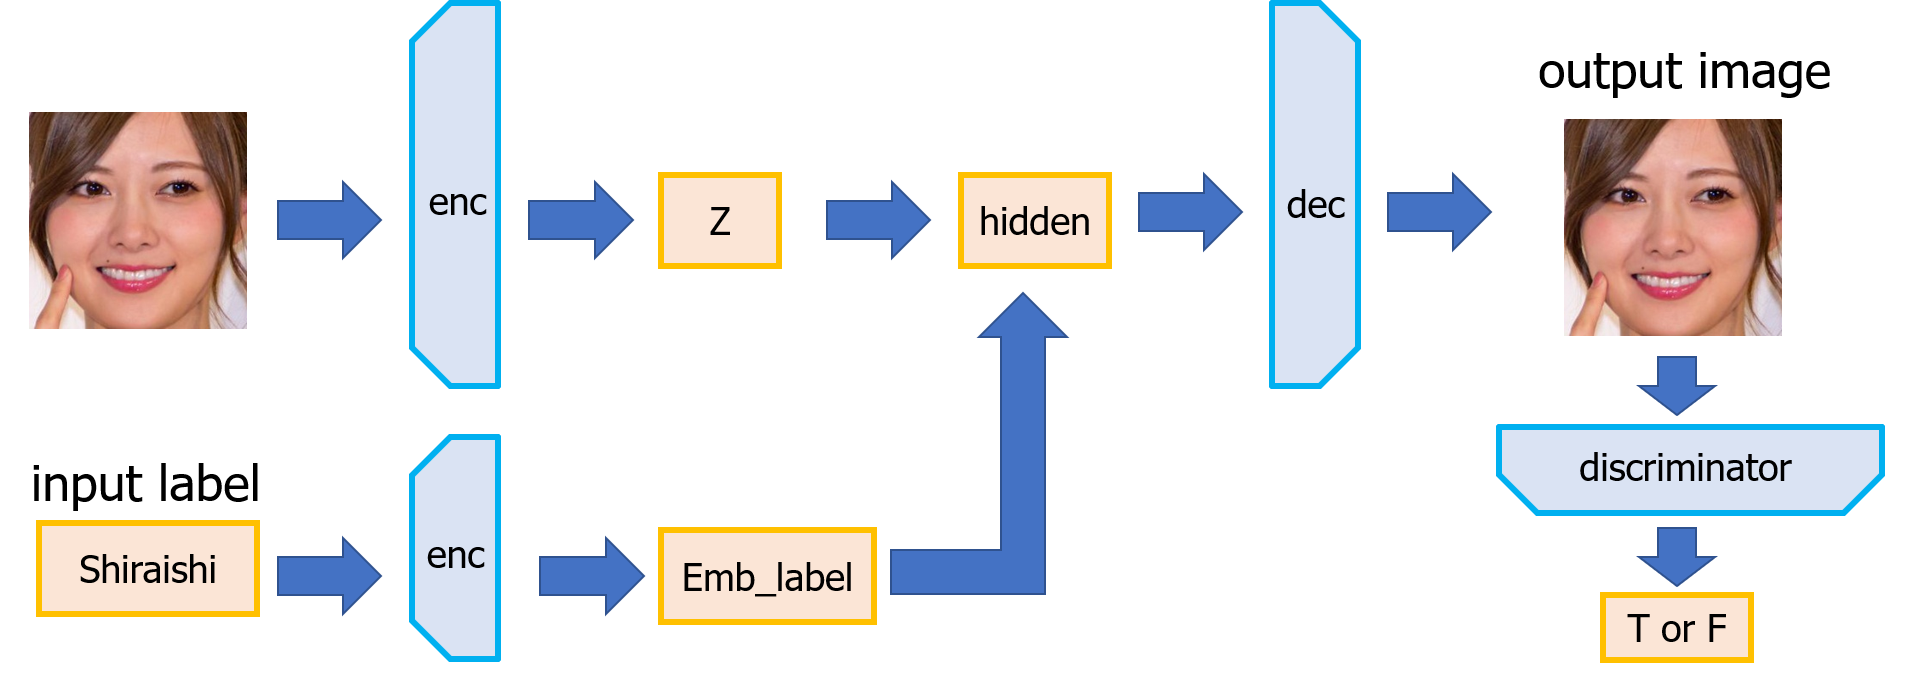 output image
enc
Z
hidden
dec
input label
Shiraishi
enc
Emb_label
discriminator
T or F